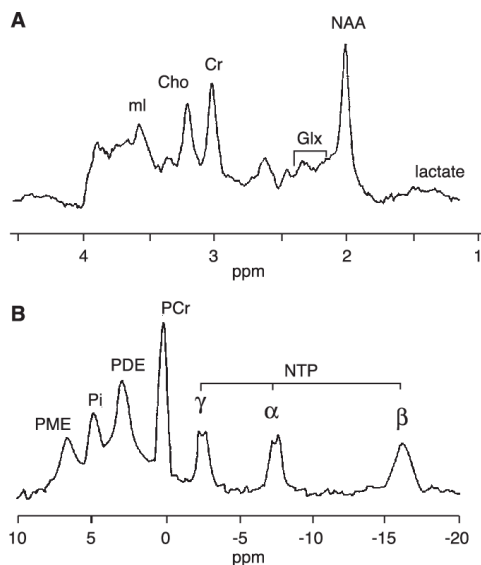 A
NAA
Cr
Cho
mI
Glx
lactate
4 3 2 1
ppm
B
PCr
PDE
NTP
Pi
PME
γ α β
10 5 0 -5 -10 -15 -20
ppm